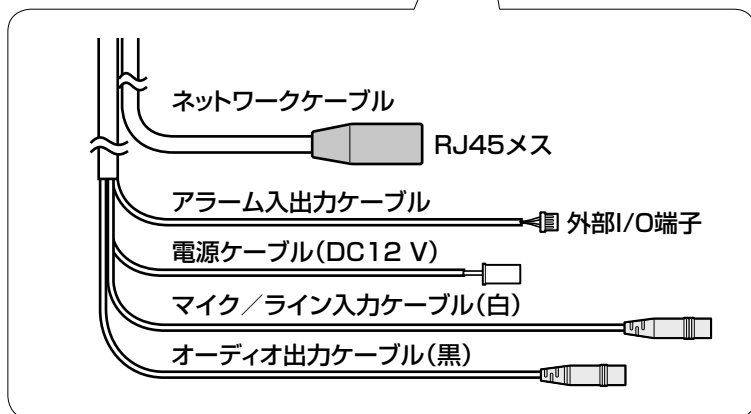 ネットワークケーブル
RJ45メス
アラーム入出力ケーブル
外部I/O端子
電源ケーブル(DC12 V)
マイク／ライン入力ケーブル(白)
オーディオ出力ケーブル(黒)